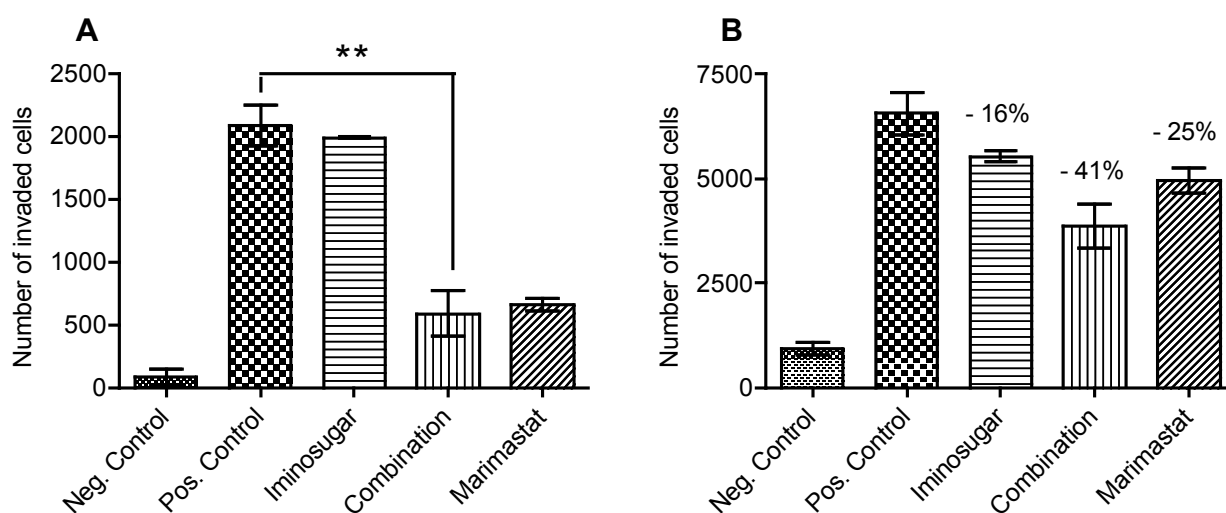 A
**
Number of invaded cells
2500
2000
1500
1000
500
0
Neg. Control
Pos. Control
Iminosugar
Combination
Marimastat
B
Number of invaded cells
7500
5000
2500
0
- 16%
- 41%
- 25%
Neg. Control
Pos. Control
Iminosugar
Combination
Marimastat